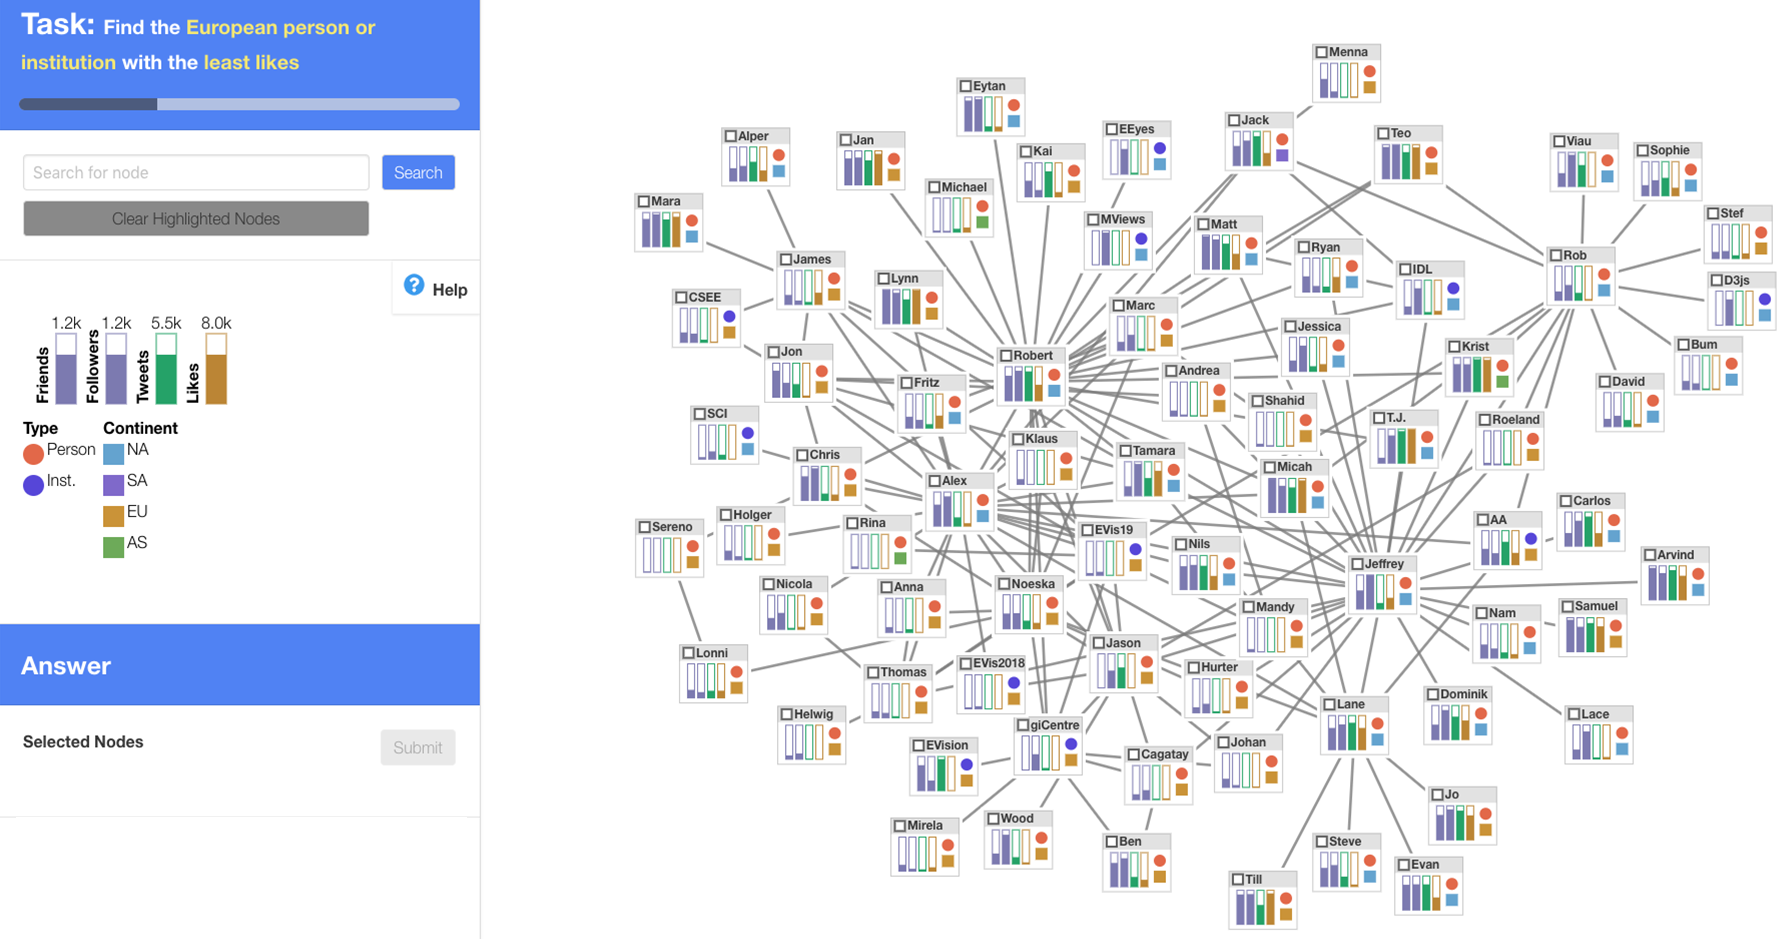 Task: Find the European person or
institution with the least likes
Search for node
Search
Clear Highlighted Nodes
? Help
1.2k 1.2k 5.5k 8.0k
Friends
Followers
Tweets
Likes
Type Continent
Person NA
Inst. SA
EU
AS
Answer
Selected Nodes
Submit
Menna
Eytan
Jack
EEyes
Teo
Alper
Jan
Viau
Kai
Sophie
Michael
Mara
Stef
MViews
Matt
Ryan
Rob
James
IDL
Lynn
D3js
CSEE
Marc
Jessica
Bum
Krist
Jon
Robert
Andrea
David
Fritz
Shahid
SCI
T.J.
Roeland
Klaus
Tamara
Chris
Micah
Alex
Carlos
Holger
AA
Rina
Sereno
EVis19
Nils
Arvind
Jeffrey
Nicola
Anna
Noeska
Mandy
Samuel
Nam
Jason
Lonni
EVis2018
Hurter
Thomas
Dominik
Lane
Helwig
Lace
giCentre
Johan
EVision
Cagatay
Jo
Wood
Mirela
Ben
Steve
Evan
Till